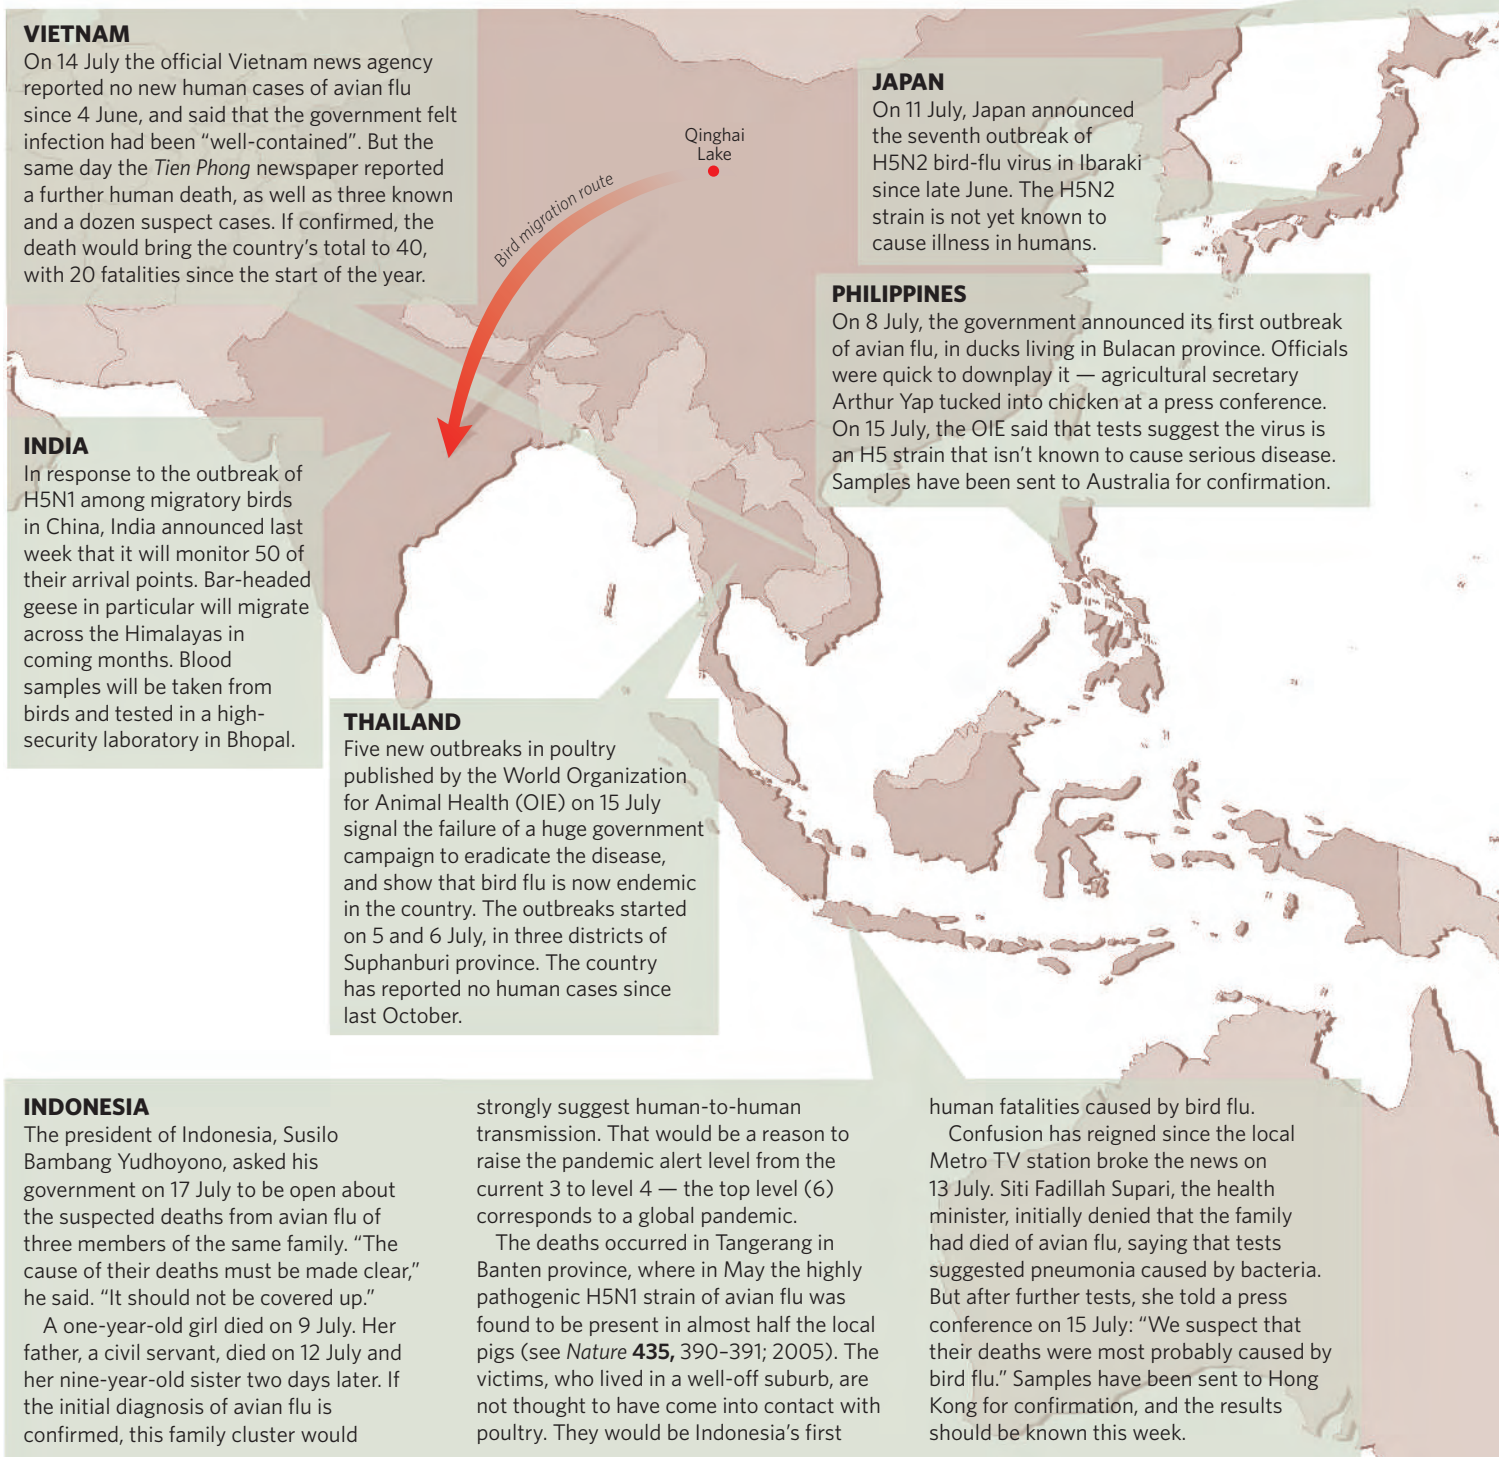 VIETNAM
On 14 July the official Vietnam news agency
reported no new human cases of avian flu
since 4 June, and said that the government felt
infection had been “well-contained”. But the
same day the Tien Phong newspaper reported
a further human death, as well as three known
and a dozen suspect cases. If confirmed, the
death would bring the country’s total to 40,
with 20 fatalities since the start of the year.
Qinghai
Lake
Bird migration route
JAPAN
On 11 July, Japan announced
the seventh outbreak of
H5N2 bird-flu virus in Ibaraki
since late June. The H5N2
strain is not yet known to
cause illness in humans.
PHILIPPINES
On 8 July, the government announced its first outbreak
of avian flu, in ducks living in Bulacan province. Officials
were quick to downplay it — agricultural secretary
Arthur Yap tucked into chicken at a press conference.
On 15 July, the OIE said that tests suggest the virus is
an H5 strain that isn’t known to cause serious disease.
Samples have been sent to Australia for confirmation.
INDIA
In response to the outbreak of
H5N1 among migratory birds
in China, India announced last
week that it will monitor 50 of
their arrival points. Bar-headed
geese in particular will migrate
across the Himalayas in
coming months. Blood
samples will be taken from
birds and tested in a high-
security laboratory in Bhopal.
THAILAND
Five new outbreaks in poultry
published by the World Organization
for Animal Health (OIE) on 15 July
signal the failure of a huge government
campaign to eradicate the disease,
and show that bird flu is now endemic
in the country. The outbreaks started
on 5 and 6 July, in three districts of
Suphanburi province. The country
has reported no human cases since
last October.
INDONESIA
The president of Indonesia, Susilo
Bambang Yudhoyono, asked his
government on 17 July to be open about
the suspected deaths from avian flu of
three members of the same family. “The
cause of their deaths must be made clear,”
he said. “It should not be covered up.”
A one-year-old girl died on 9 July. Her
father, a civil servant, died on 12 July and
her nine-year-old sister two days later. If
the initial diagnosis of avian flu is
confirmed, this family cluster would
strongly suggest human-to-human
transmission. That would be a reason to
raise the pandemic alert level from the
current 3 to level 4 — the top level (6)
corresponds to a global pandemic.
The deaths occurred in Tangerang in
Banten province, where in May the highly
pathogenic H5N1 strain of avian flu was
found to be present in almost half the local
pigs (see Nature 435, 390–391; 2005). The
victims, who lived in a well-off suburb, are
not thought to have come into contact with
poultry. They would be Indonesia’s first
human fatalities caused by bird flu.
Confusion has reigned since the local
Metro TV station broke the news on
13 July. Siti Fadillah Supari, the health
minister, initially denied that the family
had died of avian flu, saying that tests
suggested pneumonia caused by bacteria.
But after further tests, she told a press
conference on 15 July: “We suspect that
their deaths were most probably caused by
bird flu.” Samples have been sent to Hong
Kong for confirmation, and the results
should be known this week.